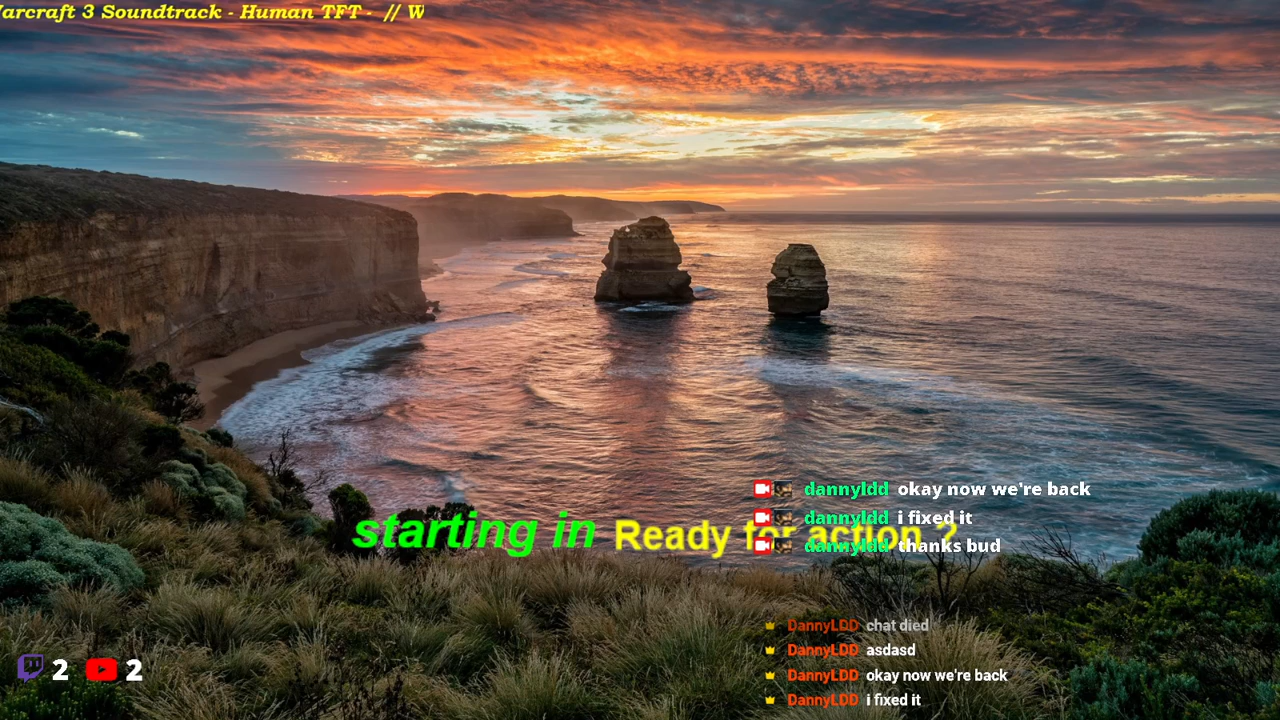 Warcraft 3 Soundtrack - Human TFT - // W
dannyldd okay now we're back
dannyldd i fixed it
starting in Ready for action ?
dannyldd thanks bud
DannyLDD chat died
DannyLDD asdasd
2 2
DannyLDD okay now we're back
DannyLDD i fixed it